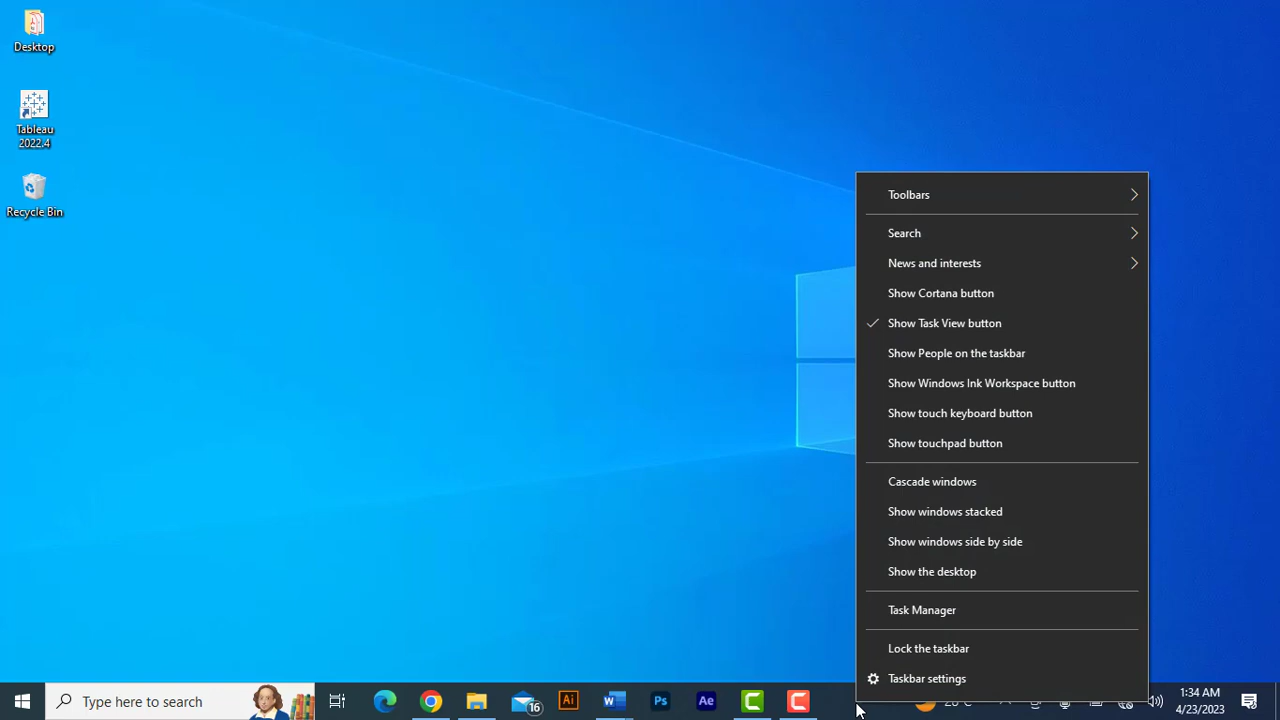 Desktop
Tableau
2022.4
Recycle Bin
Toolbars
Search
News and interests
Show Cortana button
Show Task View button
Show People on the taskbar
Show Windows Ink Workspace button
Show touch keyboard button
Show touchpad button
Cascade windows
Show windows stacked
Show windows side by side
Show the desktop
Task Manager
Lock the taskbar
Taskbar settings
Type here to search
16
Ai
W
Ps
Ae
C
C
1:34 AM
4/23/2023